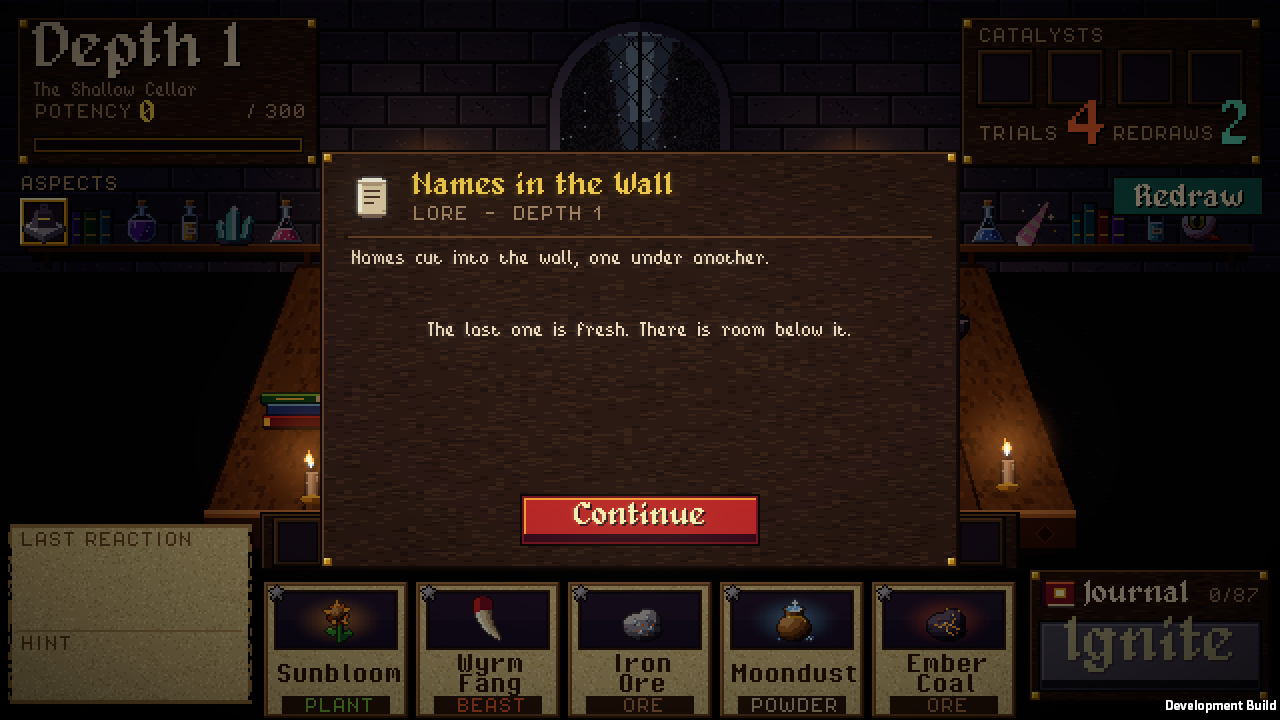 Depth 1
The Shallow Cellar
POTENCY 0 / 300
ASPECTS
CATALYSTS
TRIALS 4 REDRAWS 2
Redraw
Names in the Wall
LORE - DEPTH 1
Names cut into the wall, one under another.
The last one is fresh. There is room below it.
Continue
LAST REACTION
HINT
Sunbloom
PLANT
Wyrm
Fang
BEAST
Iron
Ore
ORE
Moondust
POWDER
Ember
Coal
ORE
Journal 0/87
Ignite
Development Build